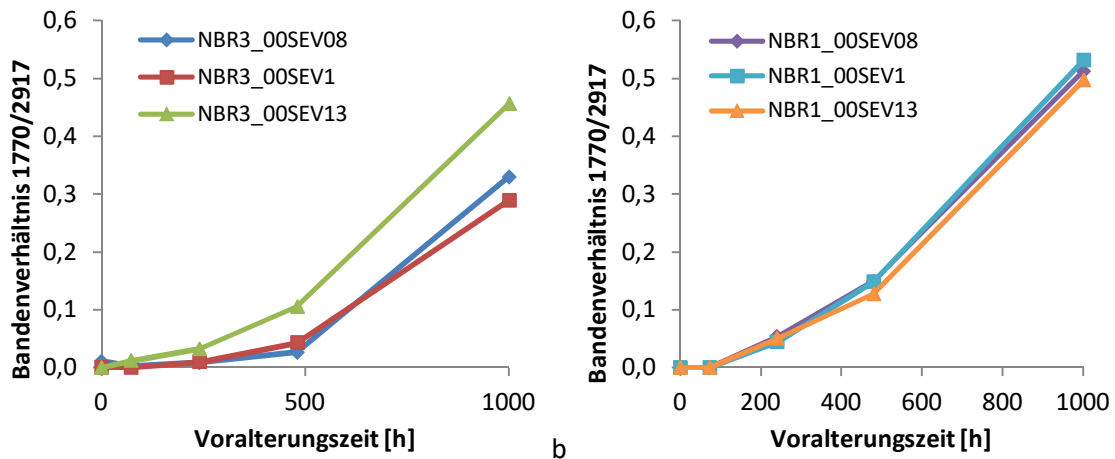 Bandenverhältnis 1770/2917
0,6
0,5
0,4
0,3
0,2
0,1
0,0
NBR3_00SEV08
NBR3_00SEV1
NBR3_00SEV13
0 500 1000
Voralterungszeit [h]
b
Bandenverhältnis 1770/2917
0,6
0,5
0,4
0,3
0,2
0,1
0,0
NBR1_00SEV08
NBR1_00SEV1
NBR1_00SEV13
0 200 400 600 800 1000
Voralterungszeit [h]